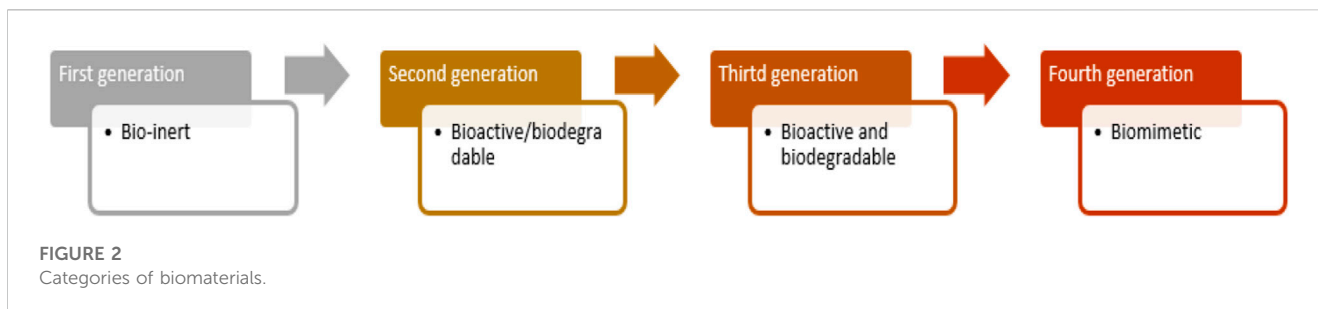 First generation
• Bio-inert
Second generation
• Bioactive/biodegra
dable
Thirtd generation
• Bioactive and
biodegradable
Fourth generation
• Biomimetic
FIGURE 2
Categories of biomaterials.